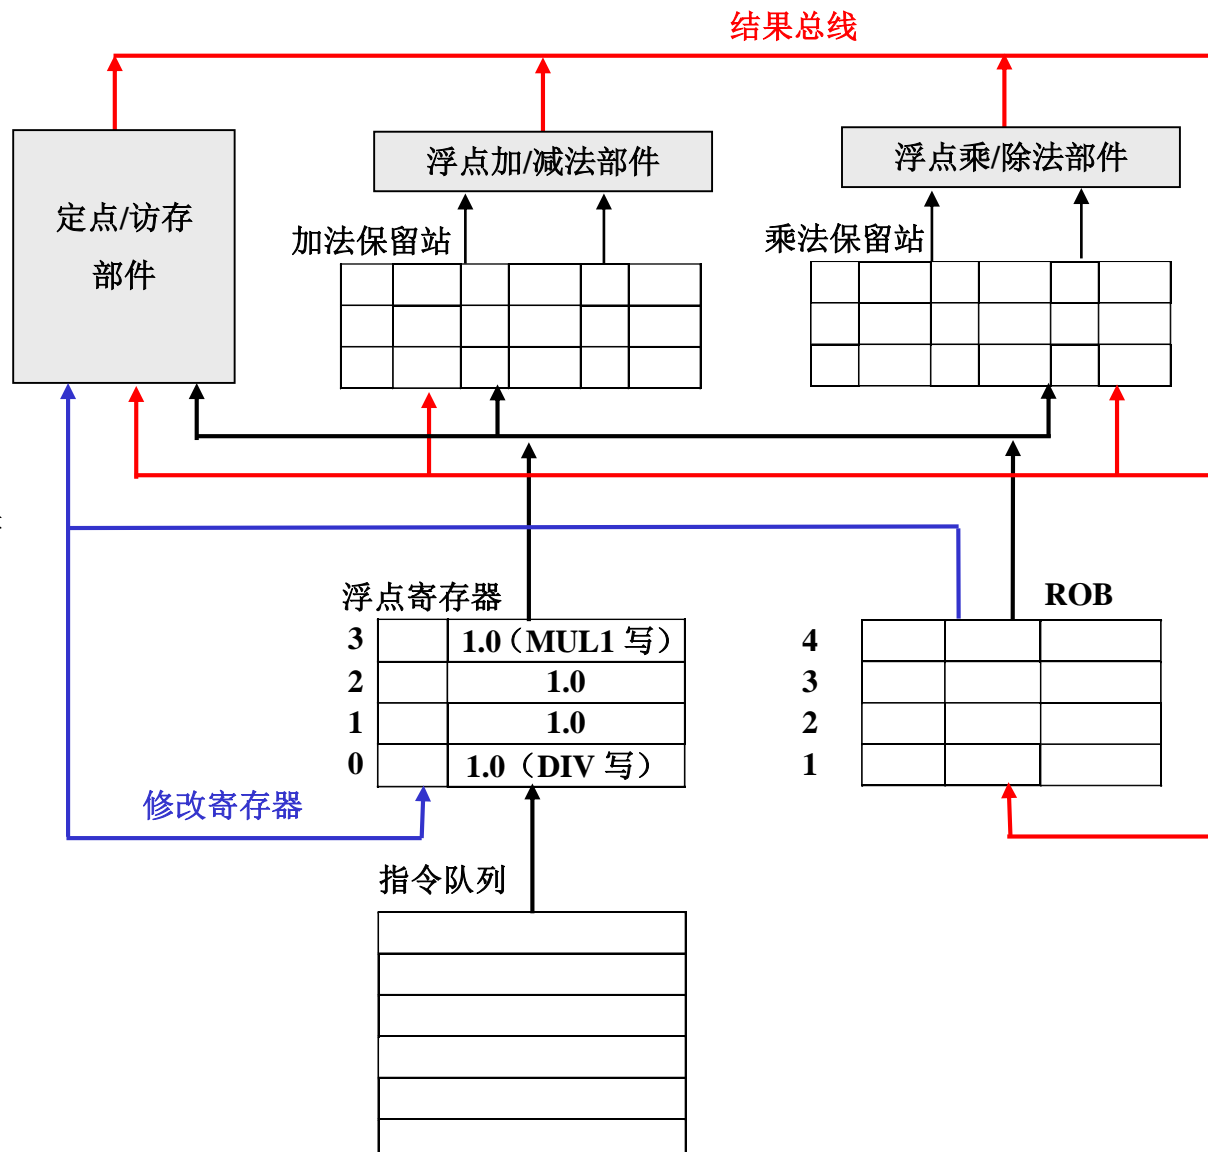 结果总线
定点/访存
部件
浮点加/减法部件
浮点乘/除法部件
加法保留站
乘法保留站
浮点寄存器
3 1.0（MUL1 写）
2 1.0
1 1.0
0 1.0（DIV 写）
ROB
4
3
2
1
修改寄存器
指令队列